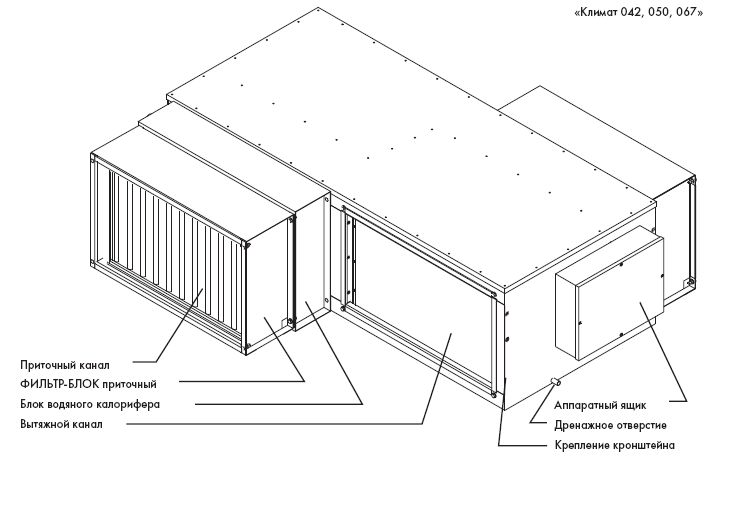 «Климат 042, 050, 067»
Приточный канал
ФИЛЬТР-БЛОК приточный
Блок водяного калорифера
Вытяжной канал
Аппаратный ящик
Дренажное отверстие
Крепление кронштейна